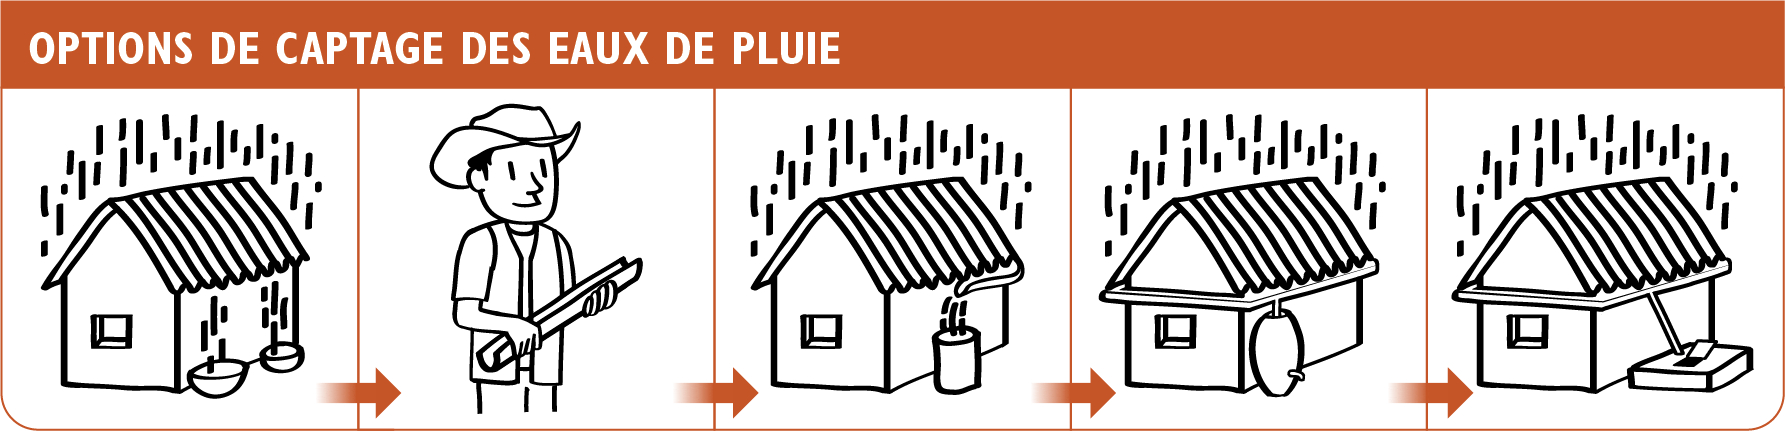 OPTIONS DE CAPTAGE DES EAUX DE PLUIE